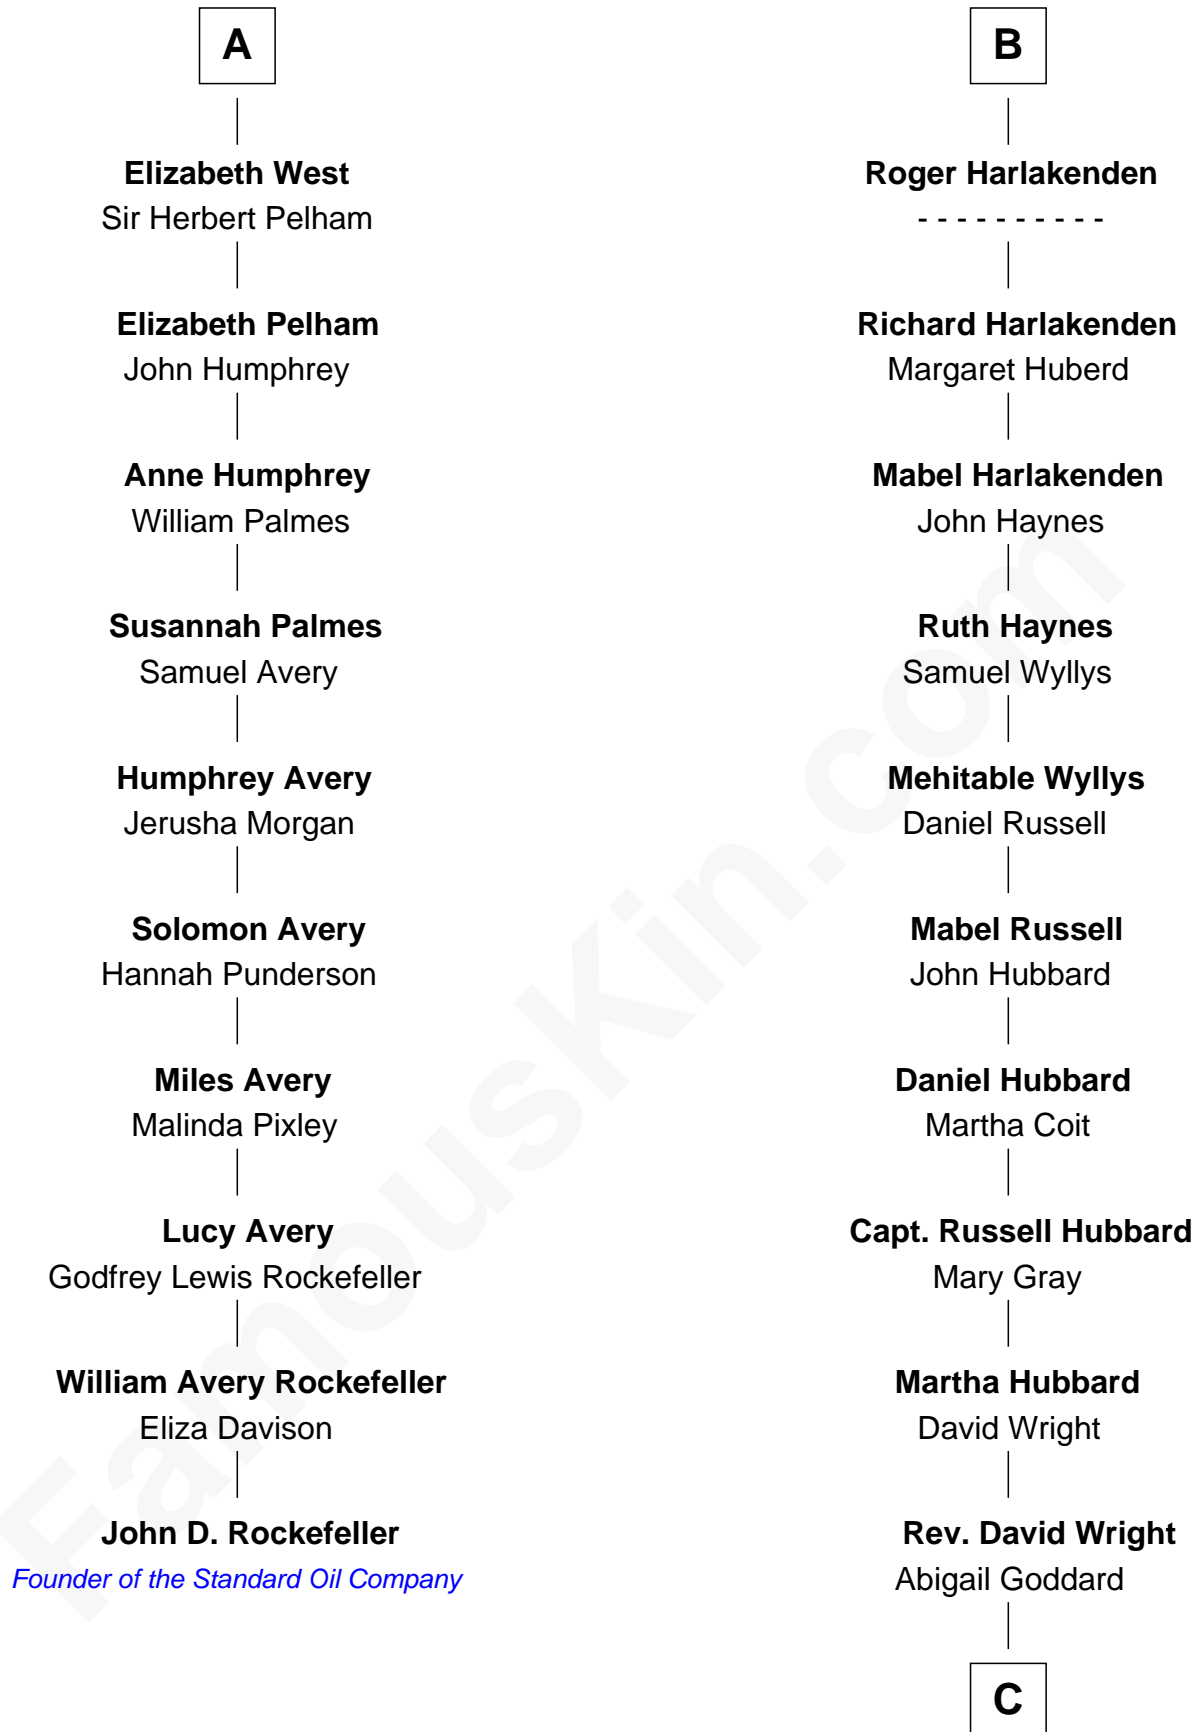 A
Elizabeth West
Sir Herbert Pelham
Elizabeth Pelham
John Humphrey
Anne Humphrey
William Palmes
Susannah Palmes
Samuel Avery
Humphrey Avery
Jerusha Morgan
Solomon Avery
Hannah Punderson
Miles Avery
Malinda Pixley
Lucy Avery
Godfrey Lewis Rockefeller
William Avery Rockefeller
Eliza Davison
John D. Rockefeller
Founder of the Standard Oil Company
B
Roger Harlakenden
- - - - - - - - - -
Richard Harlakenden
Margaret Huberd
Mabel Harlakenden
John Haynes
Ruth Haynes
Samuel Wyllys
Mehitable Wyllys
Daniel Russell
Mabel Russell
John Hubbard
Daniel Hubbard
Martha Coit
Capt. Russell Hubbard
Mary Gray
Martha Hubbard
David Wright
Rev. David Wright
Abigail Goddard
C
FamousKin.com